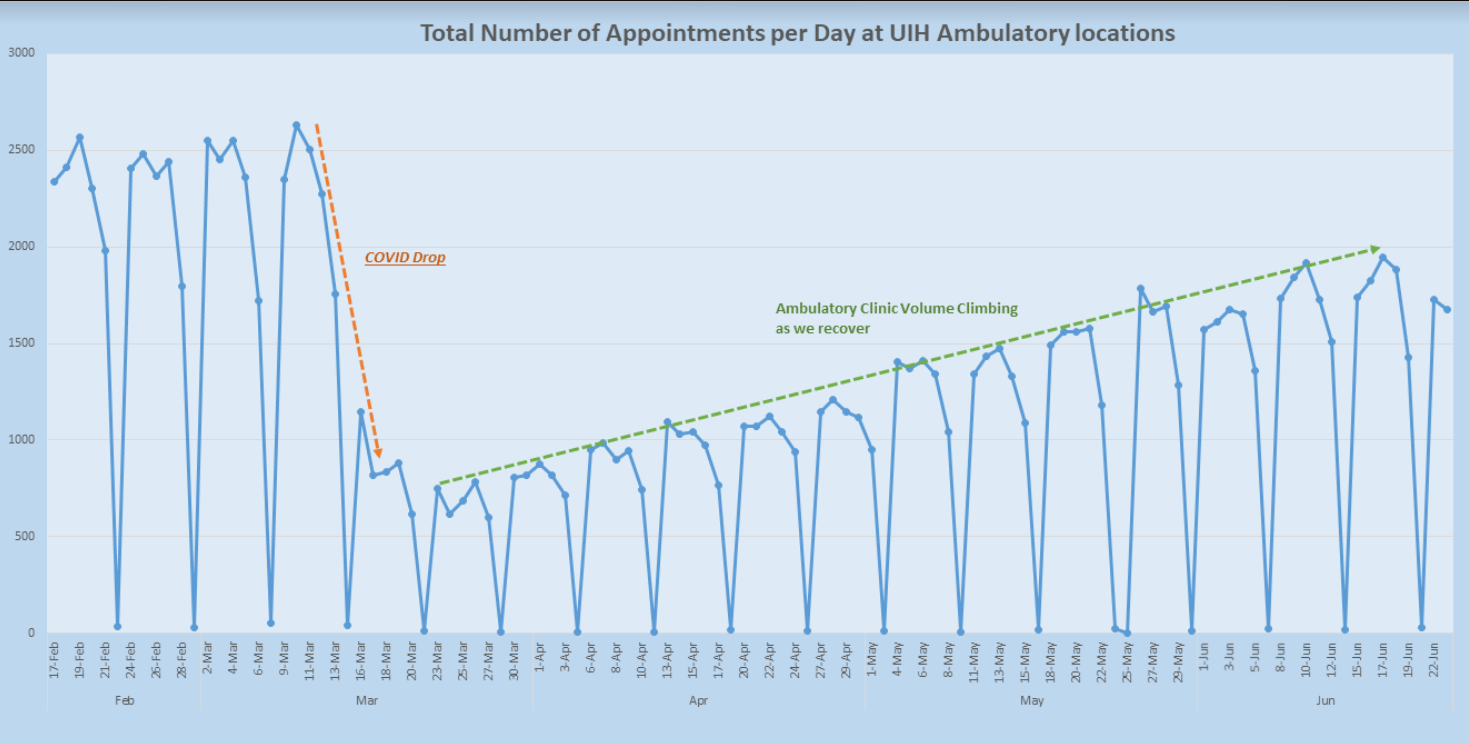 Total Number of Appointments per Day at UIH Ambulatory locations
3000
2500
2000
1500
1000
500
0
COVID Drop
Ambulatory Clinic Volume Climbing
as we recover
17-Feb
19-Feb
21-Feb
24-Feb
26-Feb
28-Feb
2-Mar
4-Mar
6-Mar
9-Mar
11-Mar
13-Mar
16-Mar
18-Mar
20-Mar
23-Mar
25-Mar
27-Mar
30-Mar
1-Apr
3-Apr
6-Apr
8-Apr
10-Apr
13-Apr
15-Apr
17-Apr
20-Apr
22-Apr
24-Apr
27-Apr
29-Apr
1-May
4-May
6-May
8-May
11-May
13-May
15-May
18-May
20-May
22-May
25-May
27-May
29-May
1-Jun
3-Jun
5-Jun
8-Jun
10-Jun
12-Jun
15-Jun
17-Jun
19-Jun
22-Jun
Feb
Mar
Apr
May
Jun